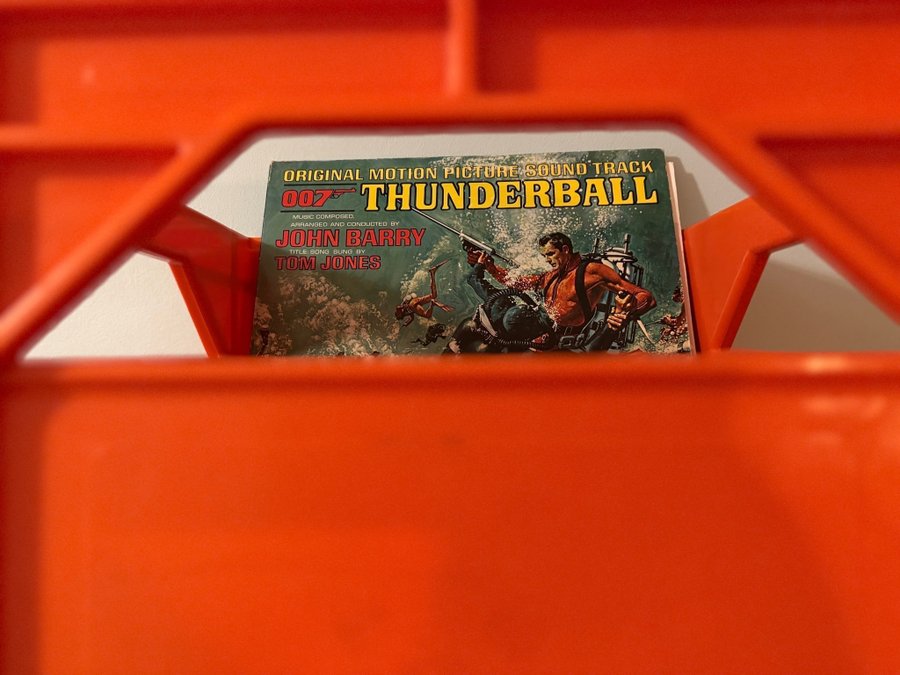 ORIGINAL MOTION PICTURE SOUND TRACK
007 THUNDERBALL
MUSIC COMPOSED,
ARRANGED AND CONDUCTED BY
JOHN BARRY
TITLE SONG SUNG BY
TOM JONES